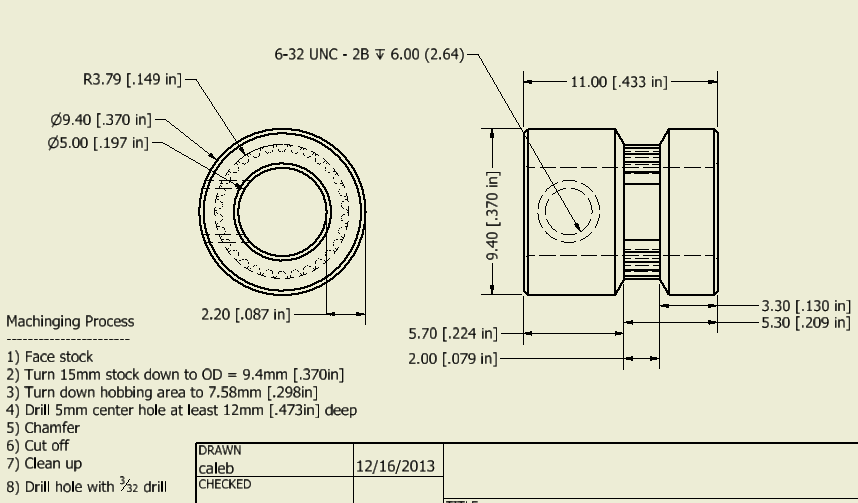 6-32 UNC - 2B ↧ 6.00 (2.64)
R3.79 [.149 in]
11.00 [.433 in]
Ø9.40 [.370 in]
Ø5.00 [.197 in]
9.40 [.370 in]
2.20 [.087 in]
3.30 [.130 in]
5.30 [.209 in]
5.70 [.224 in]
2.00 [.079 in]
Machinging Process
-----------------------
1) Face stock
2) Turn 15mm stock down to OD = 9.4mm [.370in]
3) Turn down hobbing area to 7.58mm [.298in]
4) Drill 5mm center hole at least 12mm [.473in] deep
5) Chamfer
6) Cut off
7) Clean up
8) Drill hole with 3/32 drill
DRAWN
caleb 12/16/2013
CHECKED